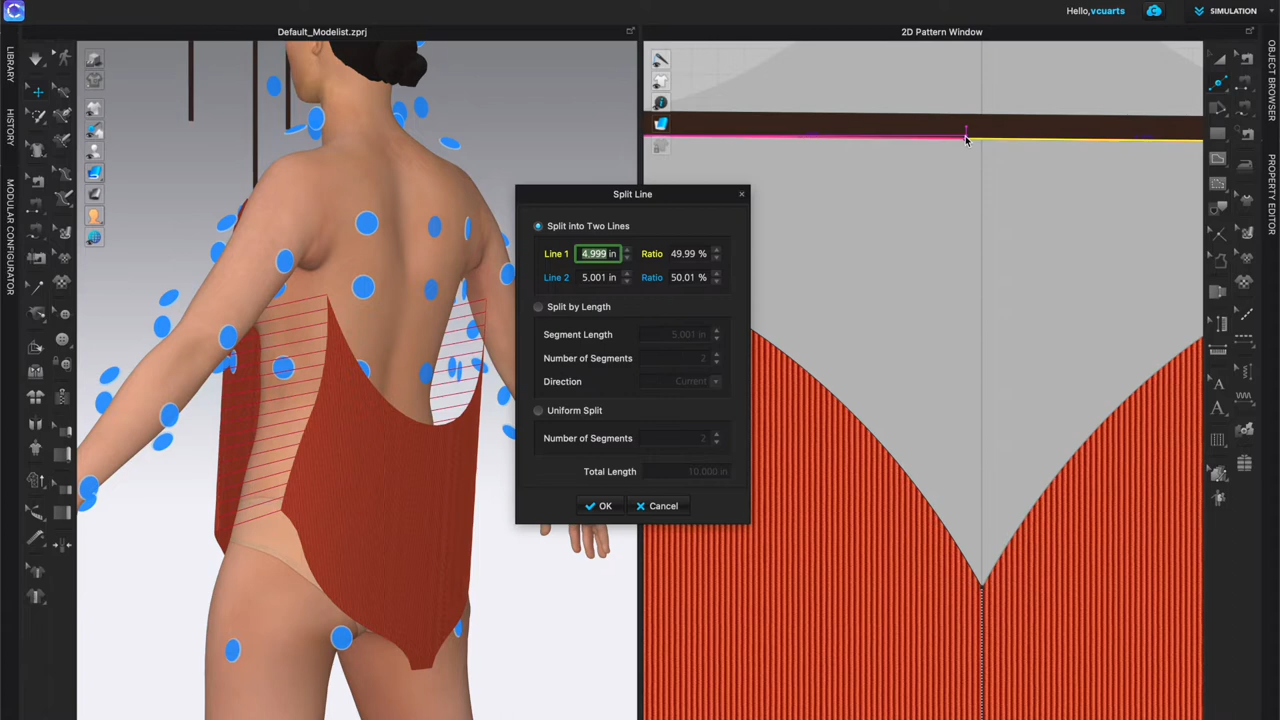 Hello, vcuarts
SIMULATION
Default_Modelist.zprj
2D Pattern Window
LIBRARY
HISTORY
MODULAR CONFIGURATOR
OBJECT BROWSER
PROPERTY EDITOR
Split Line
Split into Two Lines
Line 1 4.999 in Ratio 49.99 %
Line 2 5.001 in Ratio 50.01 %
Split by Length
Segment Length 5.001 in
Number of Segments 2
Direction Current
Uniform Split
Number of Segments 2
Total Length 10.000 in
OK Cancel